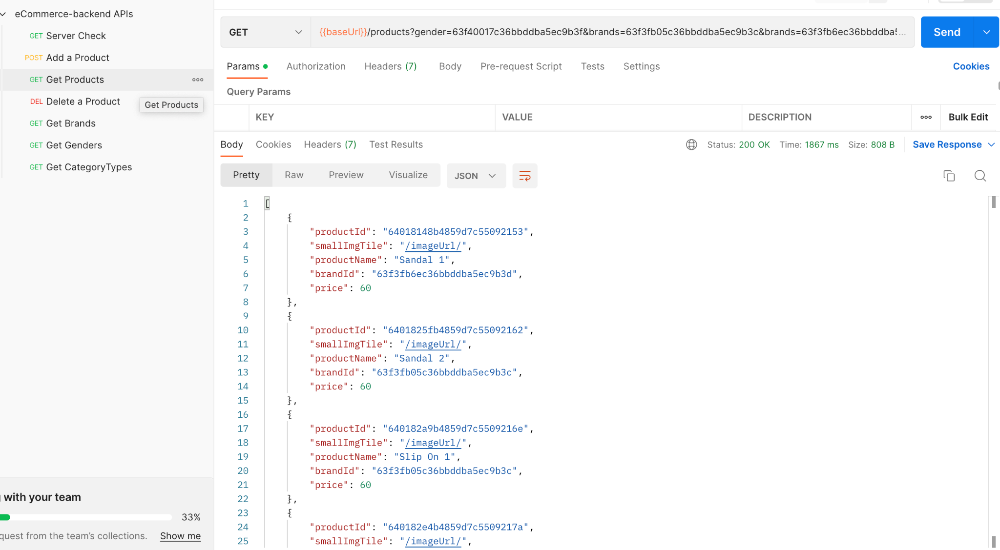 eCommerce-backend APIs
GET Server Check
POST Add a Product
GET Get Products
DEL Delete a Product
Get Products
GET Get Brands
GET Get Genders
GET Get CategoryTypes
with your team
33%
quest from the team's collections. Show me
GET {{baseUrl}}/products?gender=63f40017c36bbddba5ec9b3f&brands=63f3fb05c36bbddba5ec9b3c&brands=63f3fb6ec36bbddba5... Send
Params Authorization Headers (7) Body Pre-request Script Tests Settings Cookies
Query Params
KEY VALUE DESCRIPTION Bulk Edit
Body Cookies Headers (7) Test Results Status: 200 OK Time: 1867 ms Size: 808 B Save Response
Pretty Raw Preview Visualize JSON
1 [
2 {
3 "productId": "64018148b4859d7c55092153",
4 "smallImgTile": "/imageUrl/",
5 "productName": "Sandal 1",
6 "brandId": "63f3fb6ec36bbddba5ec9b3d",
7 "price": 60
8 },
9 {
10 "productId": "6401825fb4859d7c55092162",
11 "smallImgTile": "/imageUrl/",
12 "productName": "Sandal 2",
13 "brandId": "63f3fb05c36bbddba5ec9b3c",
14 "price": 60
15 },
16 {
17 "productId": "640182a9b4859d7c5509216e",
18 "smallImgTile": "/imageUrl/",
19 "productName": "Slip On 1",
20 "brandId": "63f3fb05c36bbddba5ec9b3c",
21 "price": 60
22 },
23 {
24 "productId": "640182e4b4859d7c5509217a",
25 "smallImgTile": "/imageUrl/",